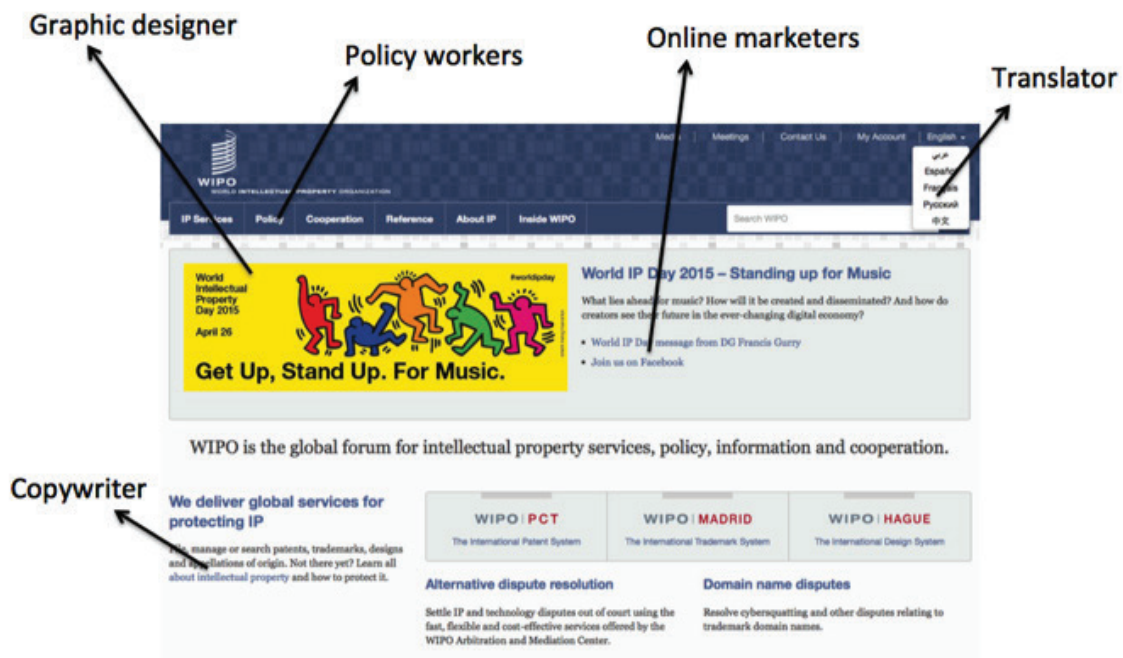 Graphic designer
Policy workers
Online marketers
Translator
Media | Meetings | Contact Us | My Account | English
عربي
Español
Français
Русский
中文
WIPO
WORLD INTELLECTUAL PROPERTY ORGANIZATION
IP Services Policy Cooperation Reference About IP Inside WIPO
Search WIPO
World
Intellectual
Property
Day 2015
April 26
#worldipday
Get Up, Stand Up. For Music.
World IP Day 2015 – Standing up for Music
What lies ahead for music? How will it be created and disseminated? And how do
creators see their future in the ever-changing digital economy?
• World IP Day message from DG Francis Gurry
• Join us on Facebook
WIPO is the global forum for intellectual property services, policy, information and cooperation.
Copywriter
We deliver global services for
protecting IP
File, manage or search patents, trademarks, designs
and appellations of origin. Not there yet? Learn all
about intellectual property and how to protect it.
WIPO | PCT
The International Patent System
WIPO | MADRID
The International Trademark System
WIPO | HAGUE
The International Design System
Alternative dispute resolution
Settle IP and technology disputes out of court using the
fast, flexible and cost-effective services offered by the
WIPO Arbitration and Mediation Center.
Domain name disputes
Resolve cybersquatting and other disputes relating to
trademark domain names.